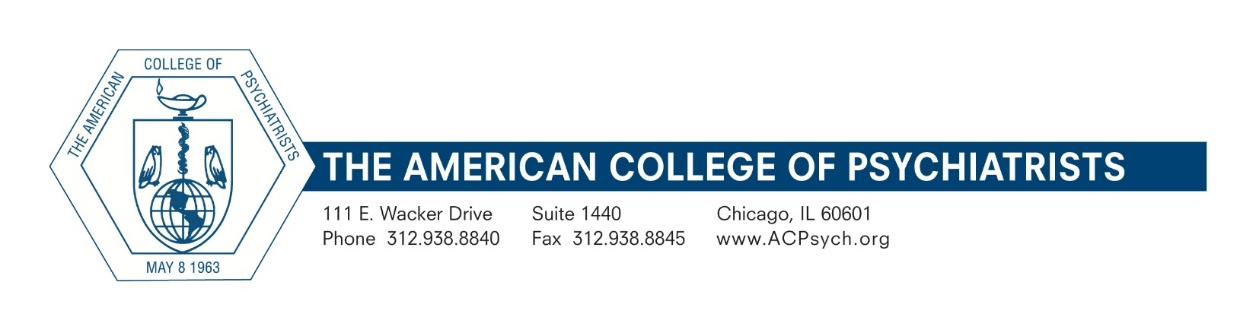 THE AMERICAN
COLLEGE OF
PSYCHIATRISTS
MAY 8 1963
THE AMERICAN COLLEGE OF PSYCHIATRISTS
111 E. Wacker Drive Suite 1440 Chicago, IL 60601
Phone 312.938.8840 Fax 312.938.8845 www.ACPsych.org